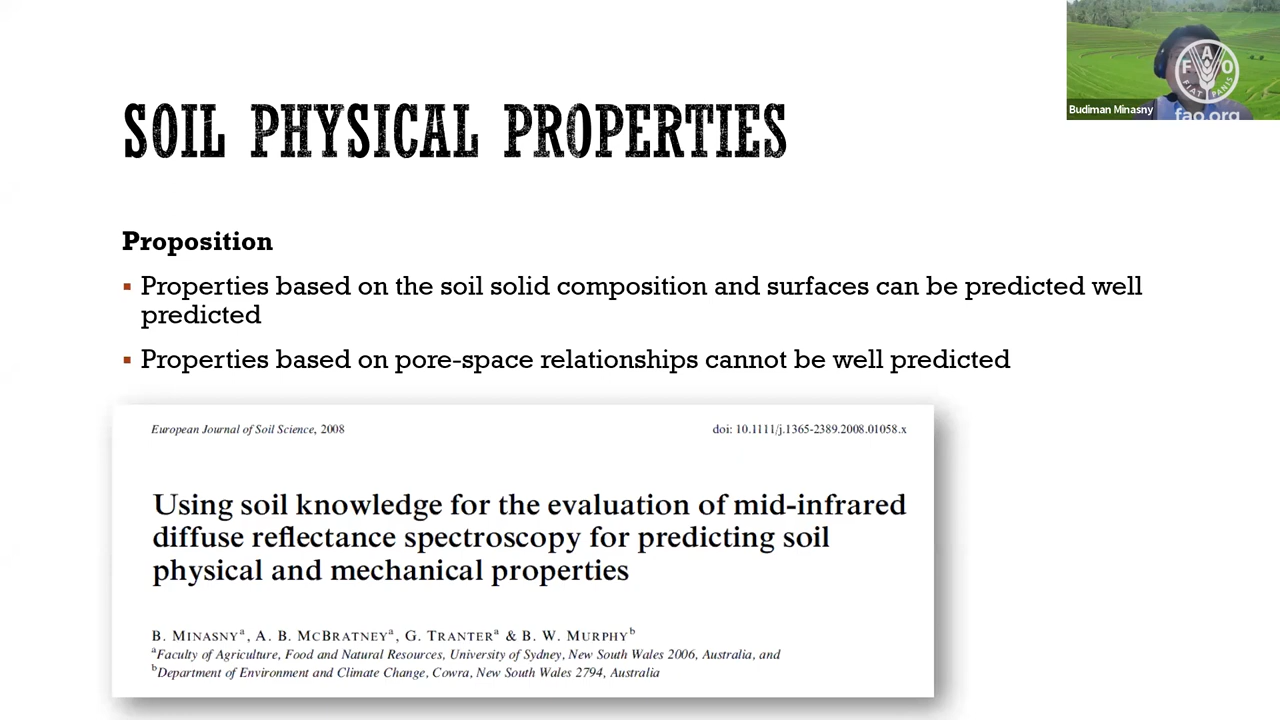 SOIL PHYSICAL PROPERTIES
F A O
FIAT PANIS
Budiman Minasny
fao.org
Proposition
▪ Properties based on the soil solid composition and surfaces can be predicted well
predicted
▪ Properties based on pore-space relationships cannot be well predicted
European Journal of Soil Science, 2008
doi: 10.1111/j.1365-2389.2008.01058.x
Using soil knowledge for the evaluation of mid-infrared
diffuse reflectance spectroscopy for predicting soil
physical and mechanical properties
B. MINASNYᵃ, A. B. MCBRATNEYᵃ, G. TRANTERᵃ & B. W. MURPHYᵇ
ᵃFaculty of Agriculture, Food and Natural Resources, University of Sydney, New South Wales 2006, Australia, and
ᵇDepartment of Environment and Climate Change, Cowra, New South Wales 2794, Australia